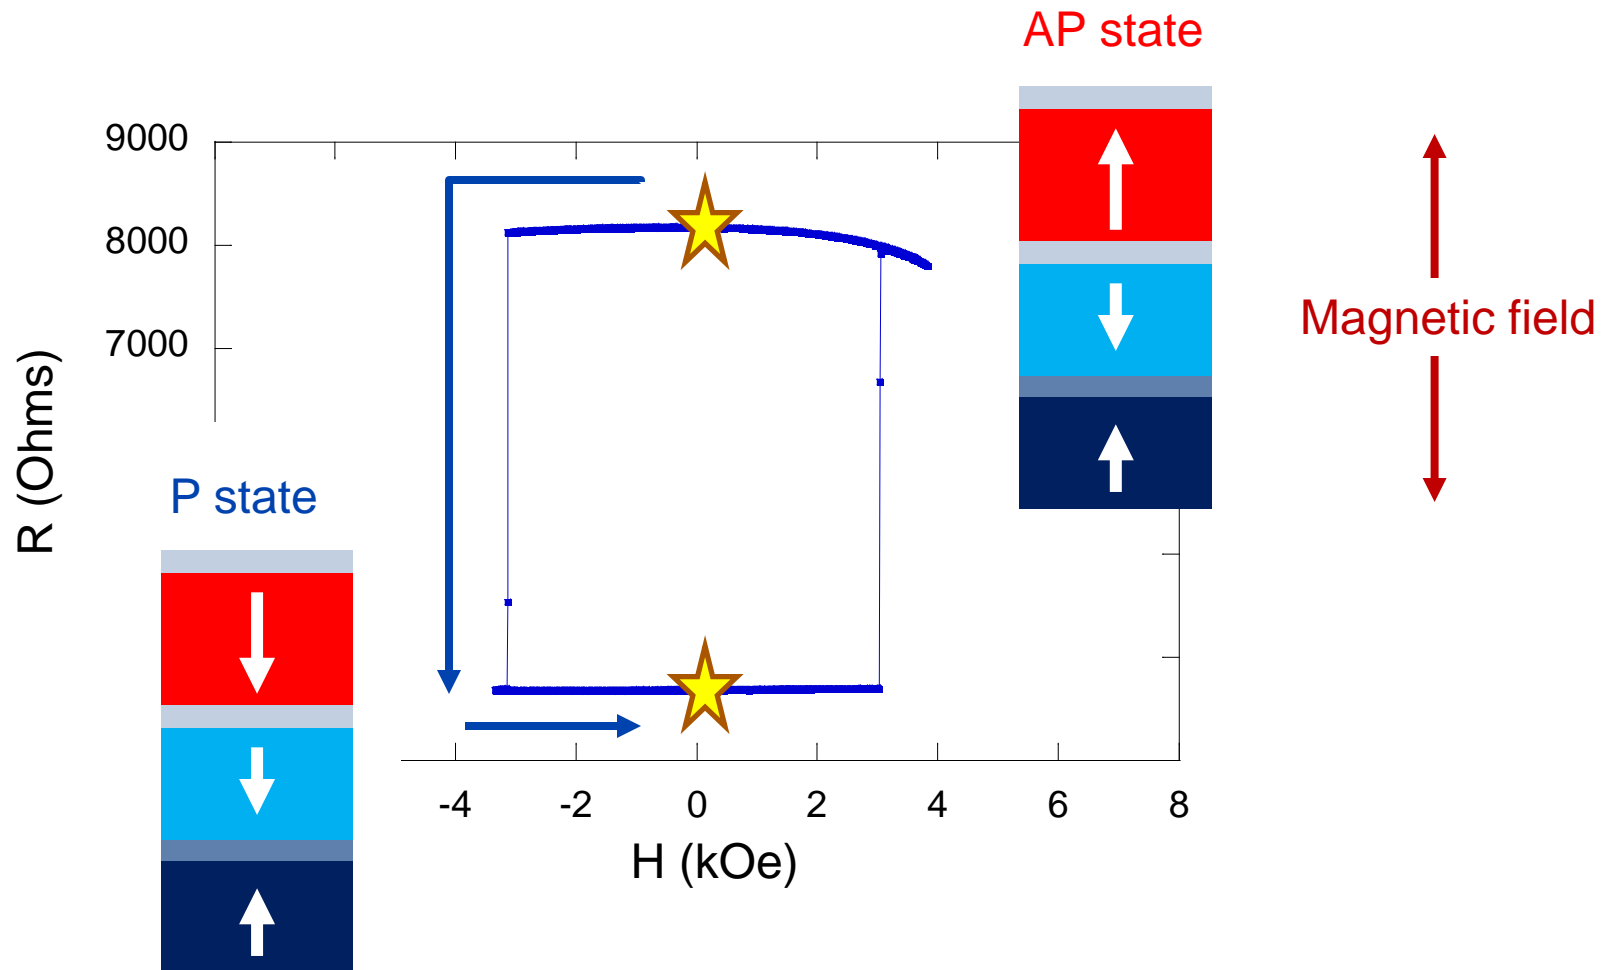 AP state
9000
8000
7000
R (Ohms)
Magnetic field
P state
-4 -2 0 2 4 6 8
H (kOe)